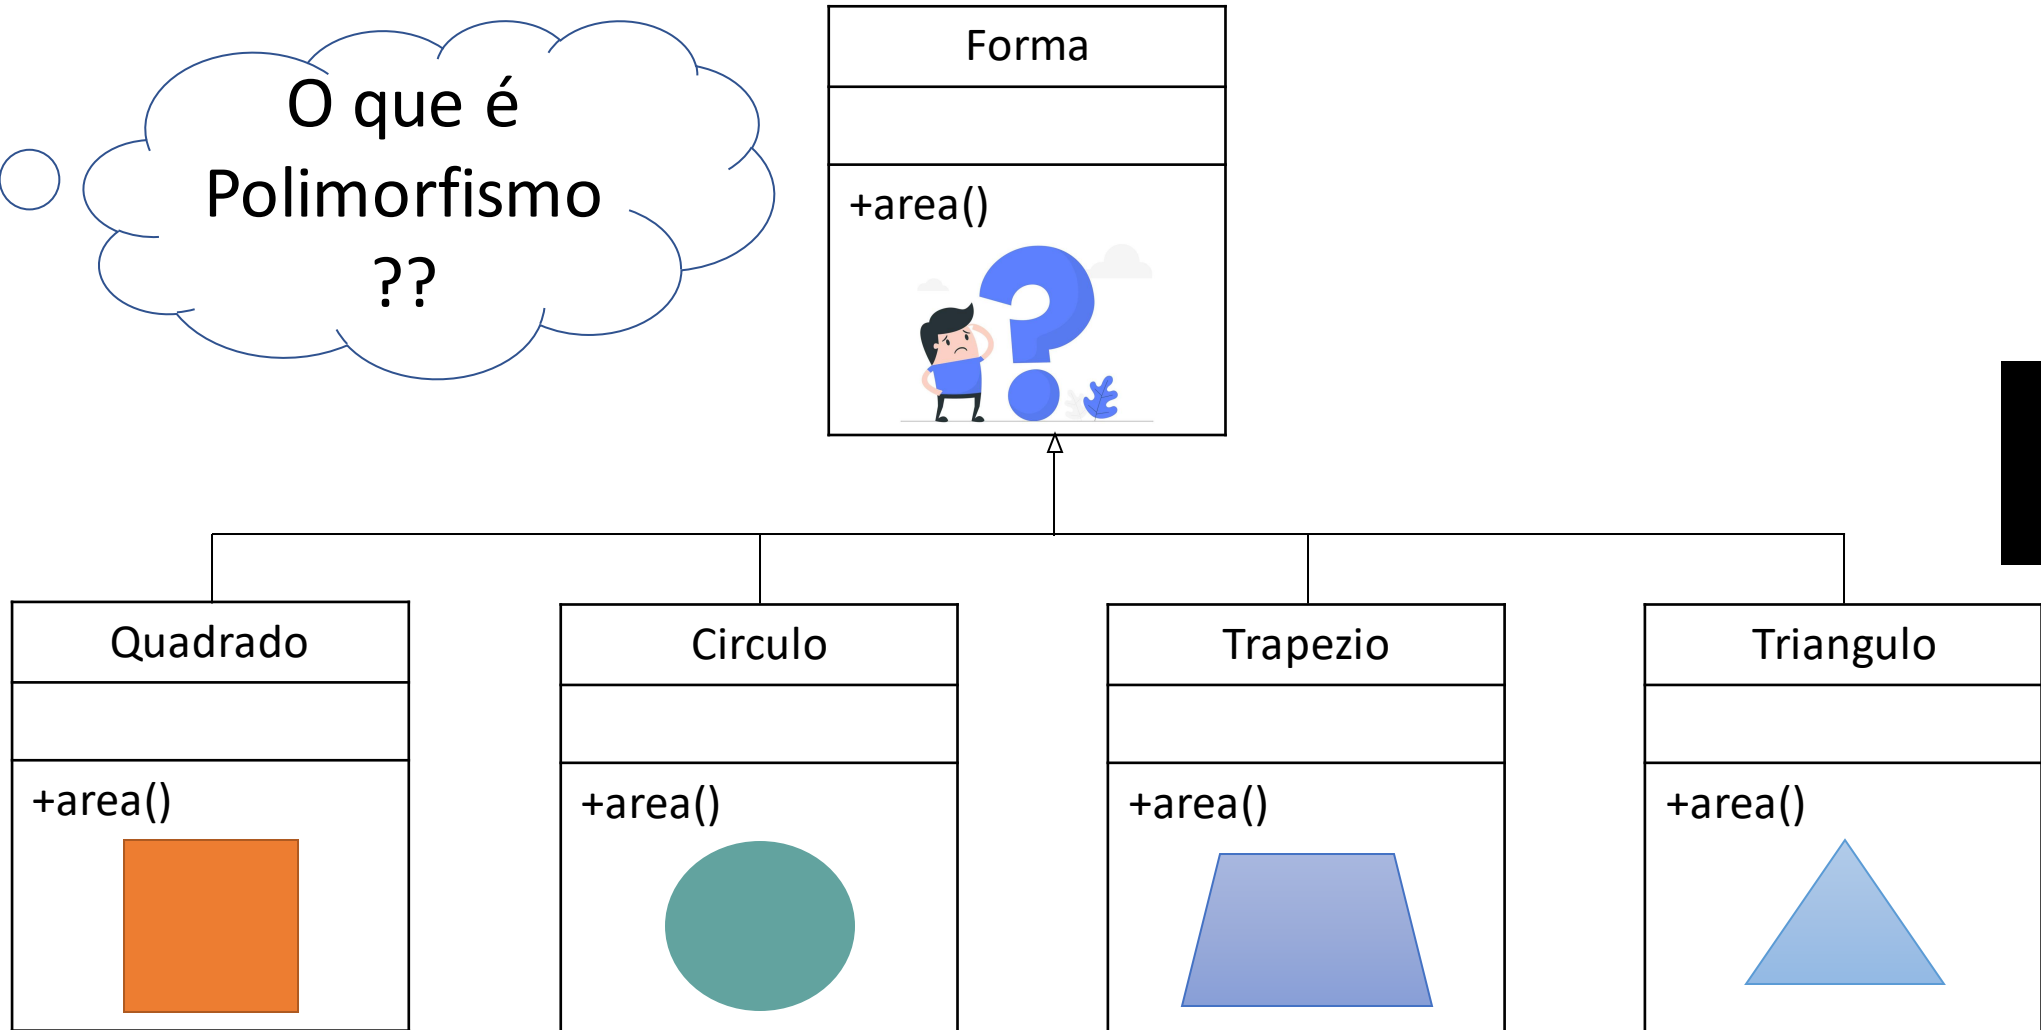 O que é
Polimorfismo
??
Forma
+area()
?
Quadrado
+area()
Circulo
+area()
Trapezio
+area()
Triangulo
+area()